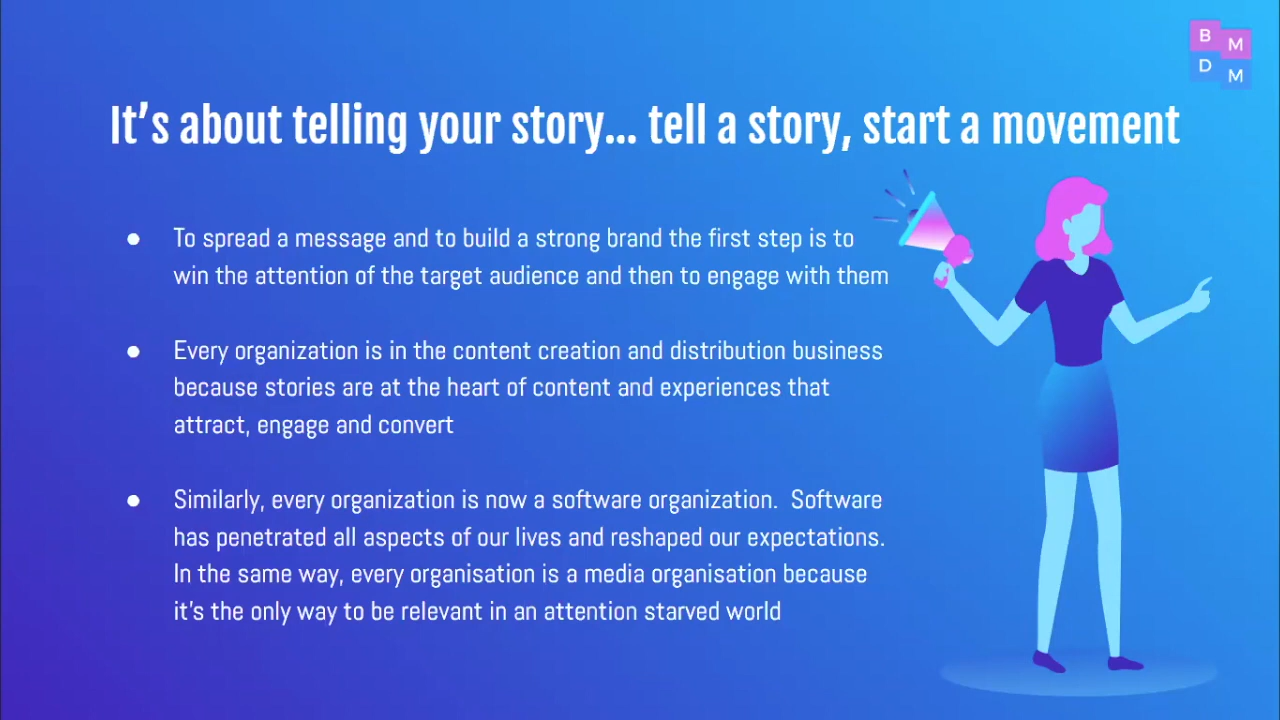 B M
D M
It's about telling your story... tell a story, start a movement
● To spread a message and to build a strong brand the first step is to
win the attention of the target audience and then to engage with them
● Every organization is in the content creation and distribution business
because stories are at the heart of content and experiences that
attract, engage and convert
● Similarly, every organization is now a software organization.  Software
has penetrated all aspects of our lives and reshaped our expectations.
In the same way, every organisation is a media organisation because
it's the only way to be relevant in an attention starved world